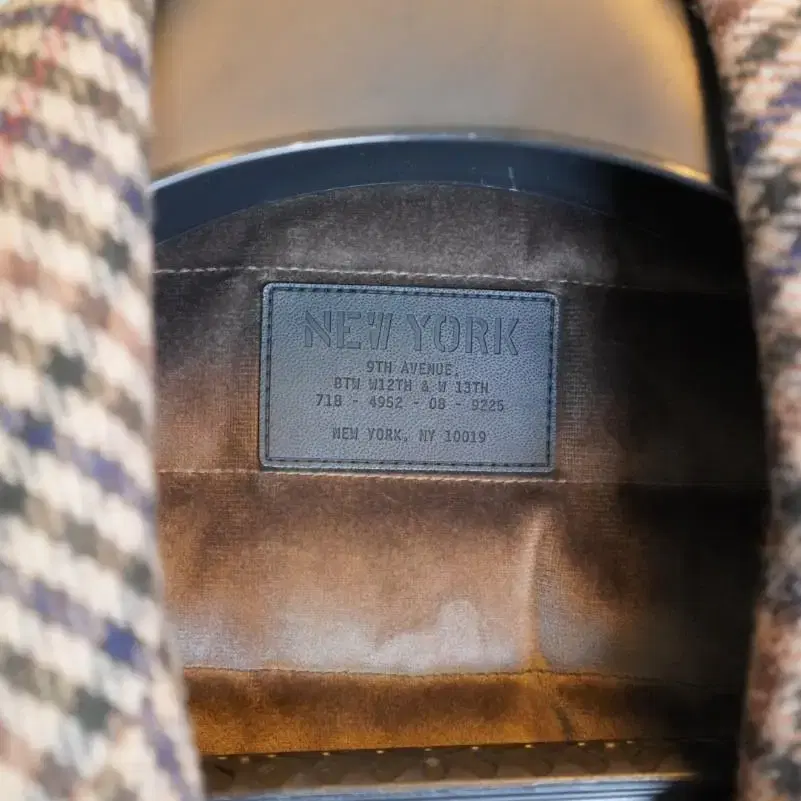 NEW YORK
9TH AVENUE,
BTW W12TH & W 13TH
718 - 4952 - 08 - 9225
NEW YORK, NY 10019